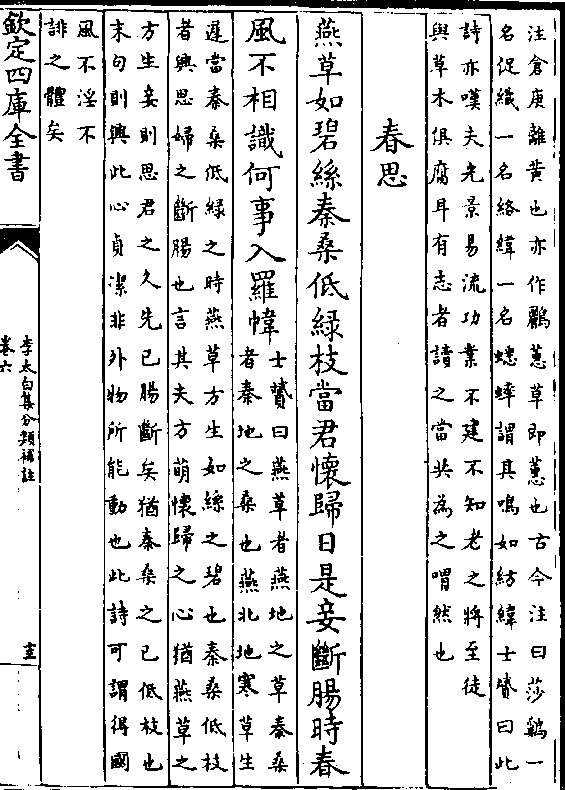 注倉庚離黄也亦作鸝蕙草即蕙也古今注曰莎鷄一
名促織一名絡緯一名蟋蟀謂其鳴如紡緯士贇曰此
詩亦嘆夫光景易流功業不建不知老之將至徒
與草木俱腐耳有志者讀之當共為之喟然也
春思
燕草如碧絲秦桑低緑枝當君懷歸日是妾斷腸時春
風不相識何事入羅幃
士贇曰燕草者燕地之草秦桑
者秦地之桑也燕北地寒草生
遲當秦桑低緑之時燕草方生如絲之碧也秦桑低枝
者興思婦之斷腸也言其夫方萌懷歸之心猶燕草之
方生妾則思君之久先已腸斷矣猶秦桑之已低枝也
末句則興此心貞潔非外物所能動也此詩可謂得國
風不淫不
誹之體矣
欽定四庫全書
李太白集分類補註
卷六